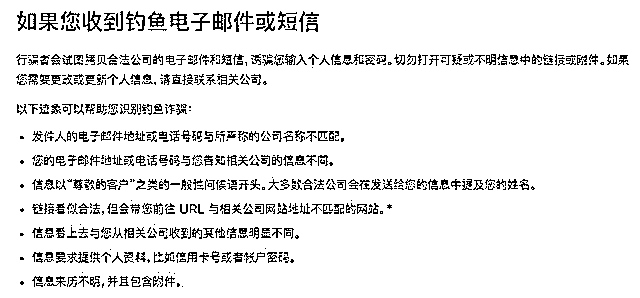 如果您收到钓鱼电子邮件或短信
行骗者会试图拷贝合法公司的电子邮件和短信，诱骗您输入个人信息和密码。切勿打开可疑或不明信息中的链接或附件。如果
您需要更改或更新个人信息，请直接联系相关公司。
以下迹象可以帮助您识别钓鱼诈骗：
• 发件人的电子邮件地址或电话号码与所声称的公司名称不匹配。
• 您的电子邮件地址或电话号码与您告知相关公司的信息不同。
• 信息以“尊敬的客户”之类的一般性问候语开头。大多数合法公司会在发送给您的信息中提及您的姓名。
• 链接看似合法，但会带您前往 URL 与相关公司网站地址不匹配的网站。*
• 信息看上去与您从相关公司收到的其他信息明显不同。
• 信息要求提供个人资料，比如信用卡号或者帐户密码。
• 信息来历不明，并且包含附件。